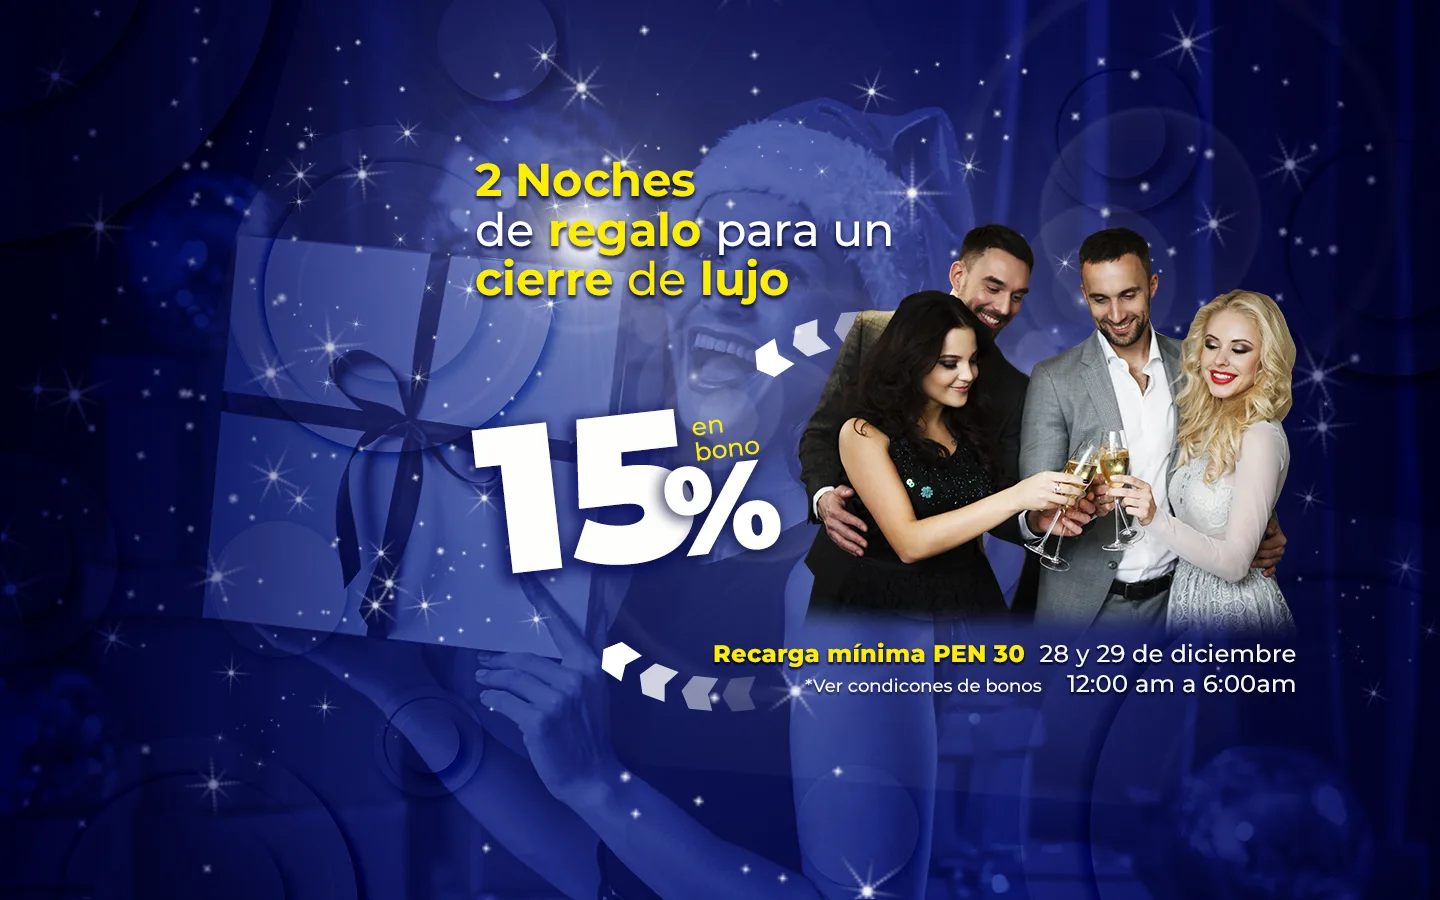 2 Noches
de regalo para un
cierre de lujo
15%
en
bono
Recarga mínima PEN 30 28 y 29 de diciembre
*Ver condicones de bonos 12:00 am a 6:00am